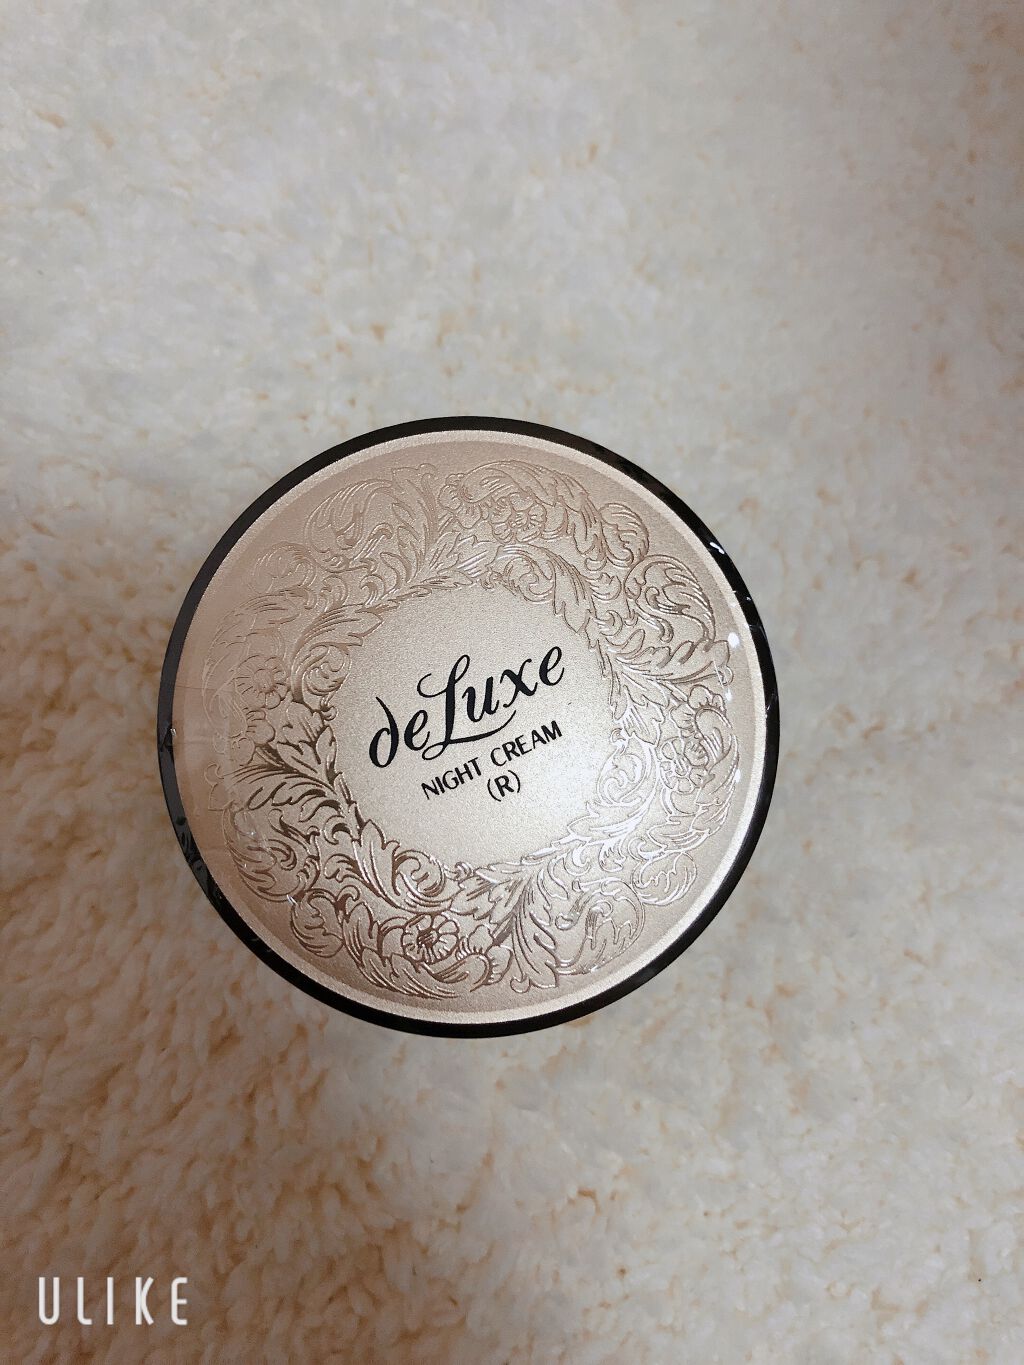 deLuxe
NIGHT CREAM
(R)
ULIKE